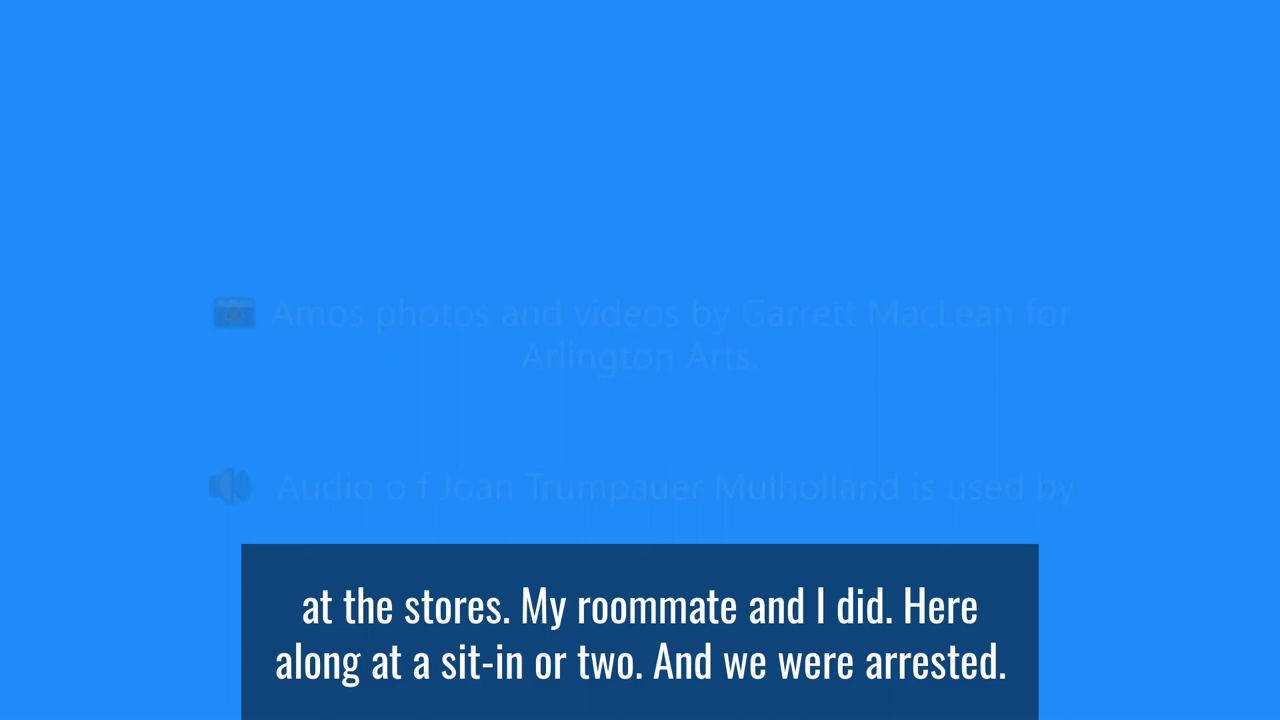 📷 Amos photos and videos by Garrett MacLean for
Arlington Arts.
🔊 Audio o f Joan Trumpauer Mulholland is used by
at the stores. My roommate and I did. Here
along at a sit-in or two. And we were arrested.